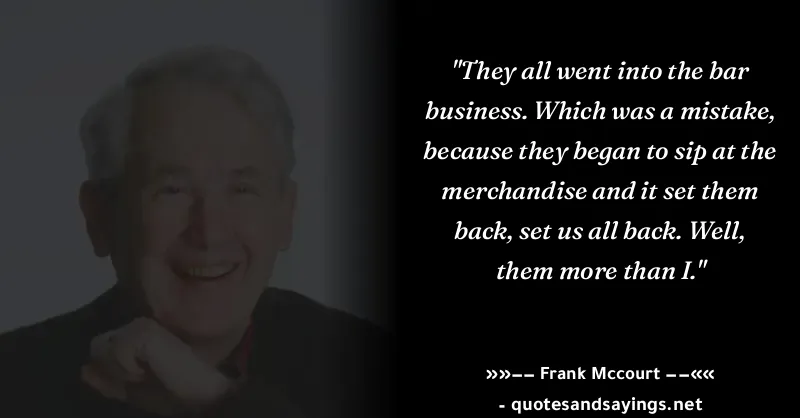 "They all went into the bar
business. Which was a mistake,
because they began to sip at the
merchandise and it set them
back, set us all back. Well,
them more than I."
»»−− Frank Mccourt −−««
- quotesandsayings.net